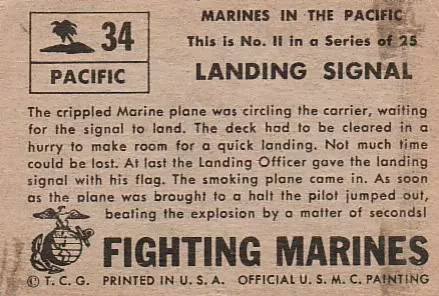 34
PACIFIC
MARINES IN THE PACIFIC
This is No. II in a Series of 25
LANDING SIGNAL
The crippled Marine plane was circling the carrier, waiting
for the signal to land. The deck had to be cleared in a
hurry to make room for a quick landing. Not much time
could be lost. At last the Landing Officer gave the landing
signal with his flag. The smoking plane came in. As soon
as the plane was brought to a halt the pilot jumped out,
beating the explosion by a matter of seconds!
FIGHTING MARINES
© T. C. G. PRINTED IN U. S. A. OFFICIAL U. S. M. C. PAINTING